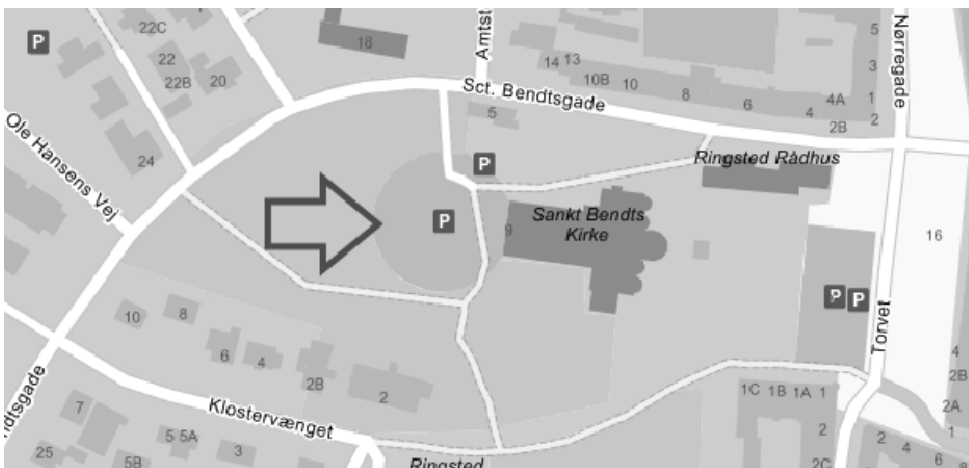 22C
18
Amtst
14
13
5
P
22
10B
10
3
22B
20
8
6
4A
1
Nørregade
Sct. Bendtsgade
5
4
2B
2
24
P
Ringsted Rådhus
Ole Hansens Vej
P
9
Sankt Bendts
Kirke
16
P
P
10
8
6
4
2B
2
Torvet
4
2B
1C
1B
1A
1
2A
7
Klostervænget
ndtsgade
2
1
5
5A
3
2
4
25
5B
Ringsted
2C
6